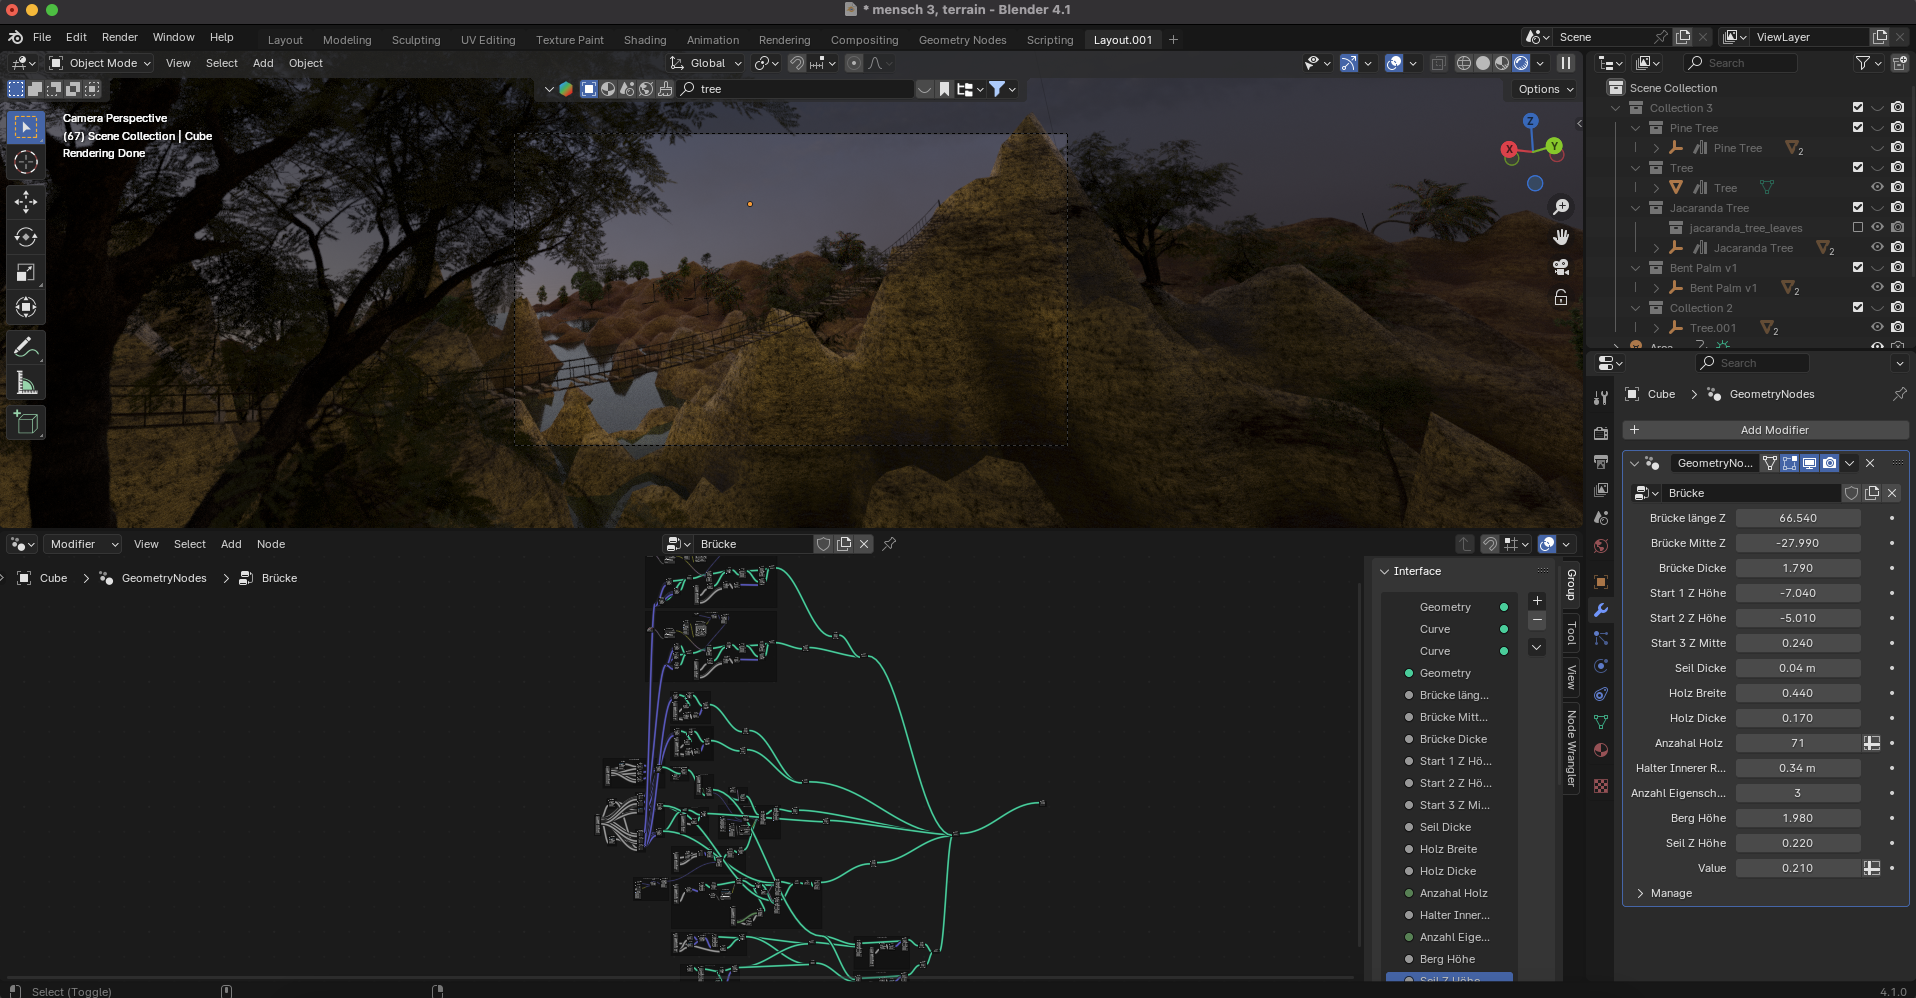 * mensch 3, terrain - Blender 4.1
File Edit Render Window Help Layout Modeling Sculpting UV Editing Texture Paint Shading Animation Rendering Compositing Geometry Nodes Scripting Layout.001 + Scene ViewLayer
Object Mode View Select Add Object Global Search
tree Options
Camera Perspective
(67) Scene Collection | Cube
Rendering Done
Z
X
Y
Scene Collection
Collection 3
Pine Tree
Pine Tree 2
Tree
Tree
Jacaranda Tree
jacaranda_tree_leaves
Jacaranda Tree 2
Bent Palm v1
Bent Palm v1 2
Collection 2
Tree.001 2
Area
Search
Cube > GeometryNodes
+ Add Modifier
GeometryNo...
Brücke
Brücke länge Z 66.540
Brücke Mitte Z -27.990
Brücke Dicke 1.790
Start 1 Z Höhe -7.040
Start 2 Z Höhe -5.010
Start 3 Z Mitte 0.240
Seil Dicke 0.04 m
Holz Breite 0.440
Holz Dicke 0.170
Anzahal Holz 71
Halter Innerer R... 0.34 m
Anzahl Eigensch... 3
Berg Höhe 1.980
Seil Z Höhe 0.220
Value 0.210
Manage
Modifier View Select Add Node Brücke
Cube > GeometryNodes > Brücke
Interface
Geometry
Curve
Curve
Geometry
Brücke läng...
Brücke Mitt...
Brücke Dicke
Start 1 Z Hö...
Start 2 Z Hö...
Start 3 Z Mi...
Seil Dicke
Holz Breite
Holz Dicke
Anzahal Holz
Halter Inner...
Anzahl Eige...
Berg Höhe
Seil Z Höhe
Group
Tool
View
Node Wrangler
Select (Toggle)
4.1.0